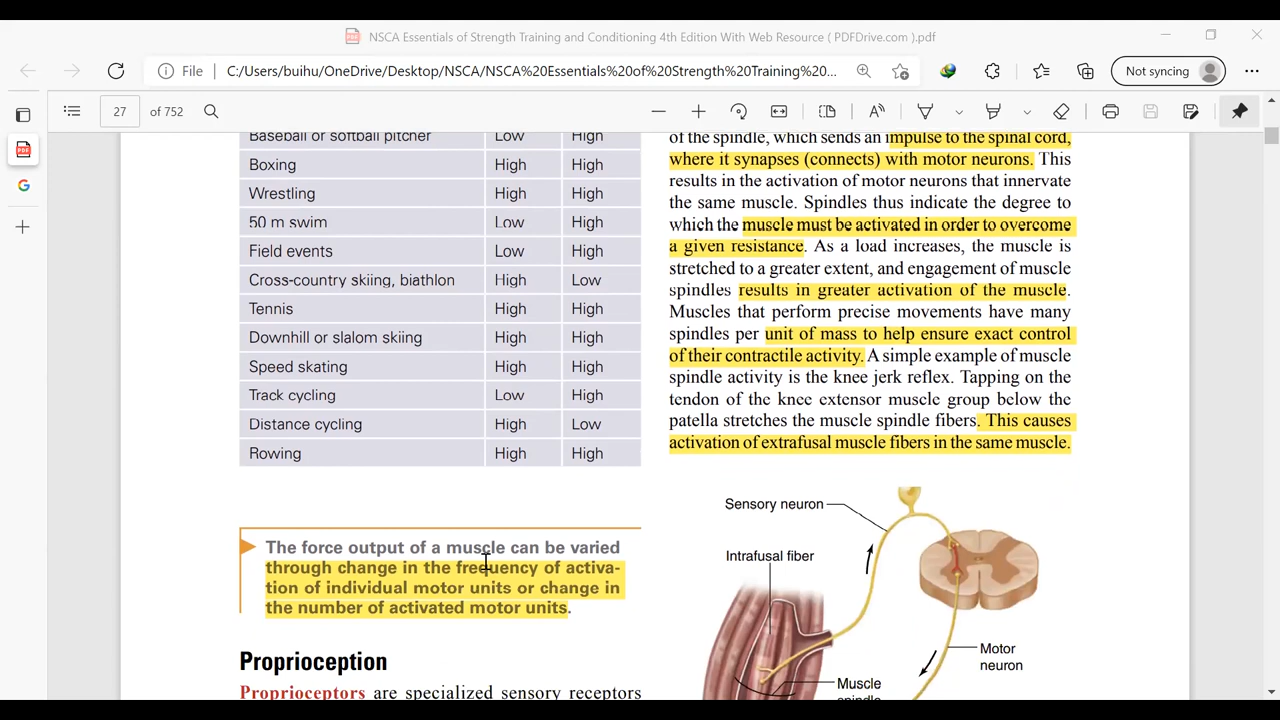 NSCA Essentials of Strength Training and Conditioning 4th Edition With Web Resource ( PDFDrive.com ).pdf
File
C:/Users/buihu/OneDrive/Desktop/NSCA/NSCA%20Essentials%20of%20Strength%20Training%20...
Not syncing
27 of 752
Baseball or softball pitcher Low High
Boxing High High
Wrestling High High
50 m swim Low High
Field events Low High
Cross-country skiing, biathlon High Low
Tennis High High
Downhill or slalom skiing High High
Speed skating High High
Track cycling Low High
Distance cycling High Low
Rowing High High
The force output of a muscle can be varied
through change in the frequency of activa-
tion of individual motor units or change in
the number of activated motor units.
Proprioception
Proprioceptors are specialized sensory receptors
of the spindle, which sends an impulse to the spinal cord,
where it synapses (connects) with motor neurons. This
results in the activation of motor neurons that innervate
the same muscle. Spindles thus indicate the degree to
which the muscle must be activated in order to overcome
a given resistance. As a load increases, the muscle is
stretched to a greater extent, and engagement of muscle
spindles results in greater activation of the muscle.
Muscles that perform precise movements have many
spindles per unit of mass to help ensure exact control
of their contractile activity. A simple example of muscle
spindle activity is the knee jerk reflex. Tapping on the
tendon of the knee extensor muscle group below the
patella stretches the muscle spindle fibers. This causes
activation of extrafusal muscle fibers in the same muscle.
Sensory neuron
Intrafusal fiber
Motor
neuron
Muscle
spindle